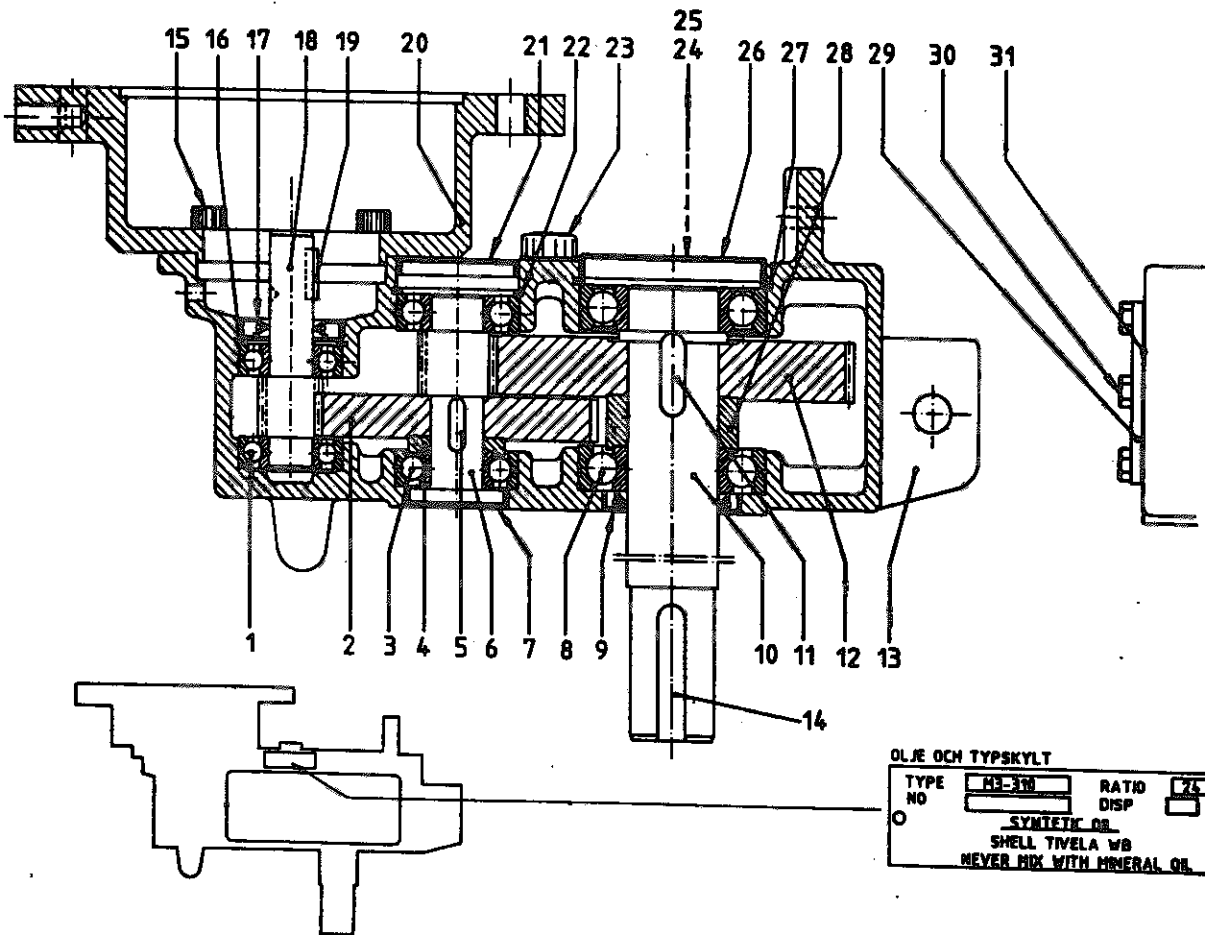 25
15 16 17 18 19 20 21 22 23 24 26 27 28 29 30 31
1 2 3 4 5 6 7 8 9 10 11 12 13
14
OLJE OCH TYPSKYLT
TYPE M3-310 RATIO 24
NO DISP
SYNTETIC OIL
SHELL TIVELA WB
NEVER MIX WITH MINERAL OIL